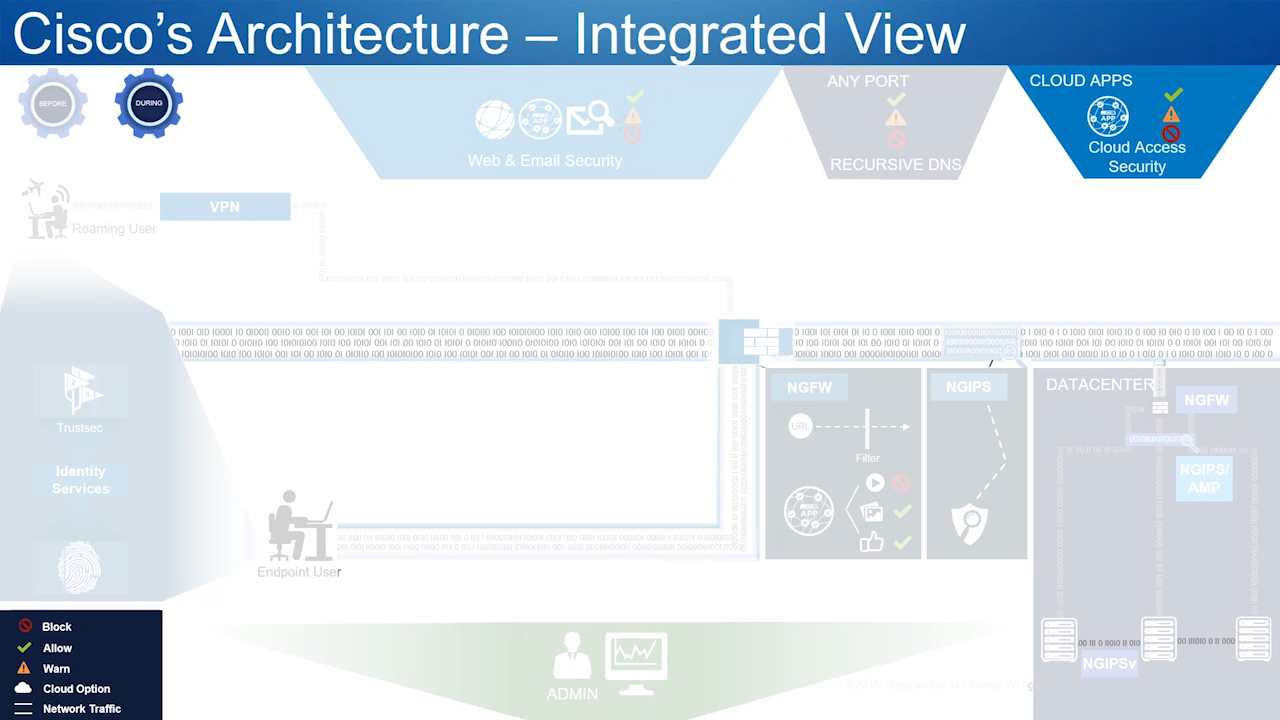 Cisco's Architecture – Integrated View
BEFORE
DURING
Web & Email Security
ANY PORT
RECURSIVE DNS
CLOUD APPS
APP
Cloud Access
Security
VPN
Roaming User
Trustsec
Identity
Services
Endpoint User
NGFW
URL
Filter
APP
NGIPS
DATACENTER
NGFW
NGIPS/
AMP
NGIPSv
ADMIN
Block
Allow
Warn
Cloud Option
Network Traffic